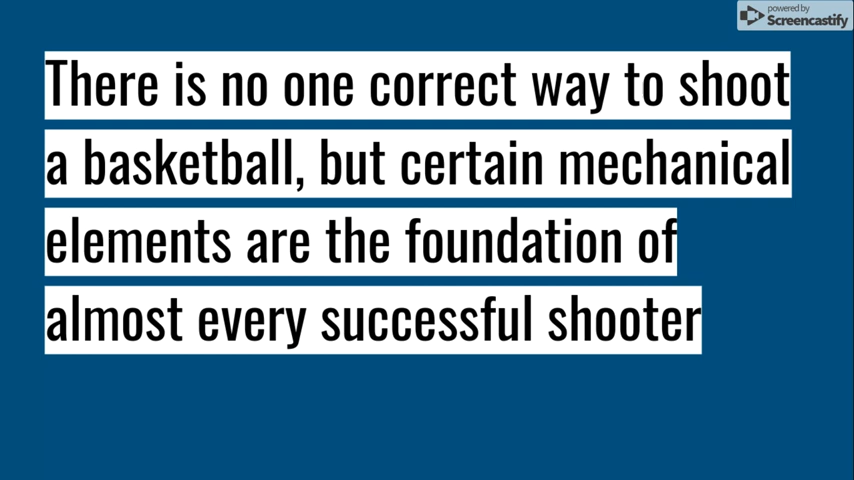 powered by
Screencastify
There is no one correct way to shoot
a basketball, but certain mechanical
elements are the foundation of
almost every successful shooter